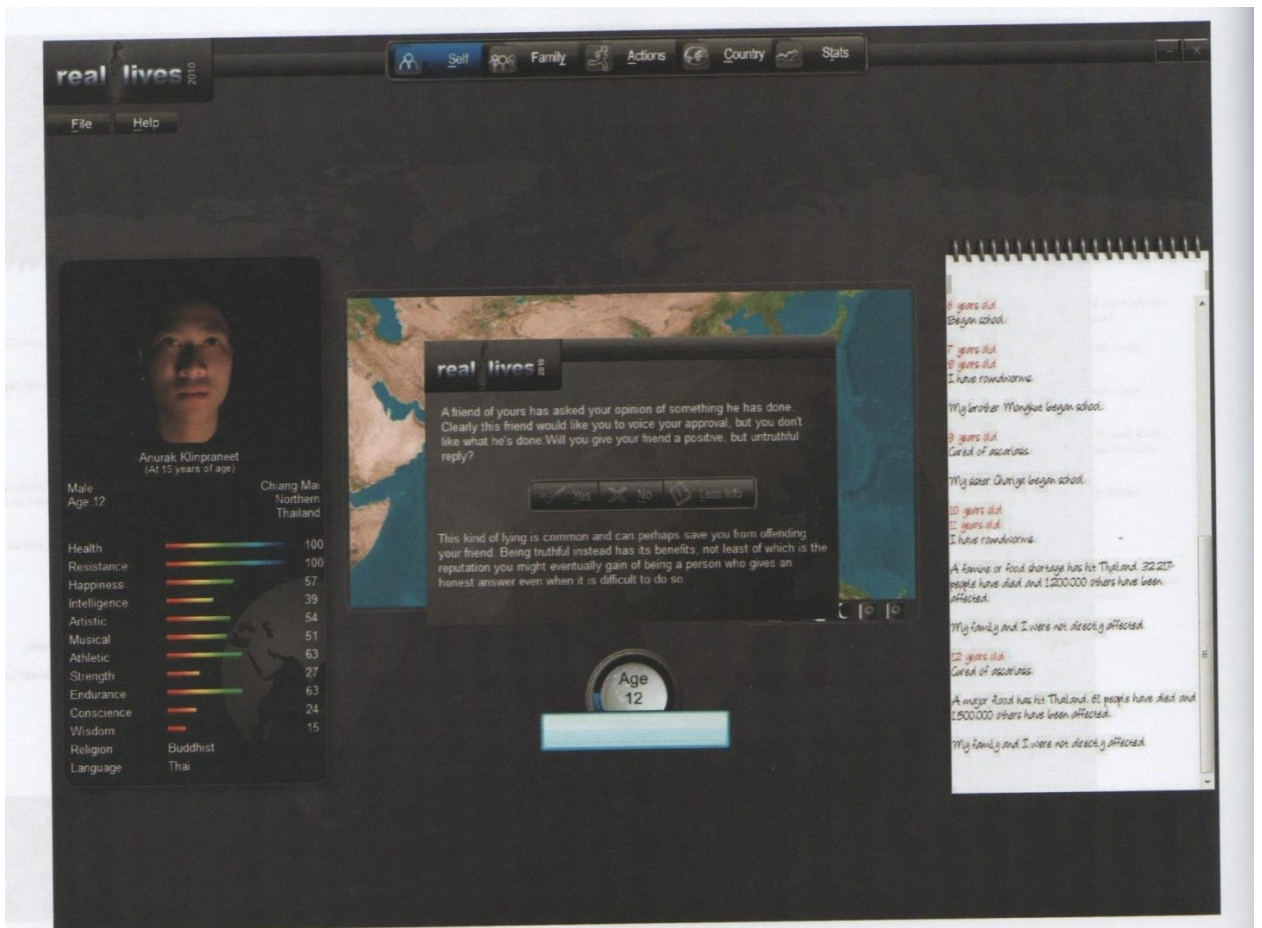 real lives 2010
Self
Family
Actions
Country
Stats
File
Help
Anurak Klinpraneet
(At 15 years of age)
Male
Age 12
Chiang Mai
Northern
Thailand
Health 100
Resistance 100
Happiness 57
Intelligence 39
Artistic 54
Musical 51
Athletic 63
Strength 27
Endurance 63
Conscience 24
Wisdom 15
Religion Buddhist
Language Thai
real lives 2010
A friend of yours has asked your opinion of something he has done.
Clearly this friend would like you to voice your approval, but you don't
like what he's done.Will you give your friend a positive, but untruthful
reply?
Yes
No
Less Info
This kind of lying is common and can perhaps save you from offending
your friend. Being truthful instead has its benefits, not least of which is the
reputation you might eventually gain of being a person who gives an
honest answer even when it is difficult to do so
Age
12
6 years old
Began school.
7 years old
8 years old
I have roundworms.
My brother Mongkut began school.
9 years old
Cured of ascariasis.
My sister Chariya began school.
10 years old
11 years old
I have roundworms.
A famine or food shortage has hit Thailand. 32,217
people have died and 1,200,000 others have been
affected.
My family and I were not directly affected.
12 years old
Cured of ascariasis.
A major flood has hit Thailand. 61 people have died and
1,500,000 others have been affected.
My family and I were not directly affected.